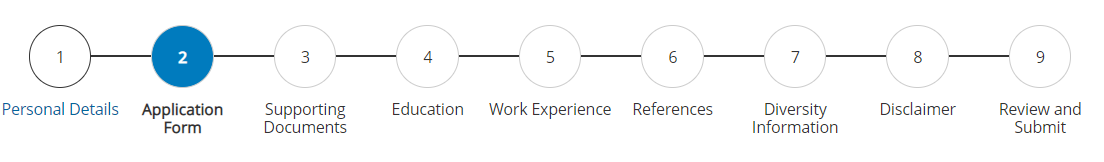 1 2 3 4 5 6 7 8 9
Personal Details Application Supporting Education Work Experience References Diversity Disclaimer Review and
Form Documents Information Submit